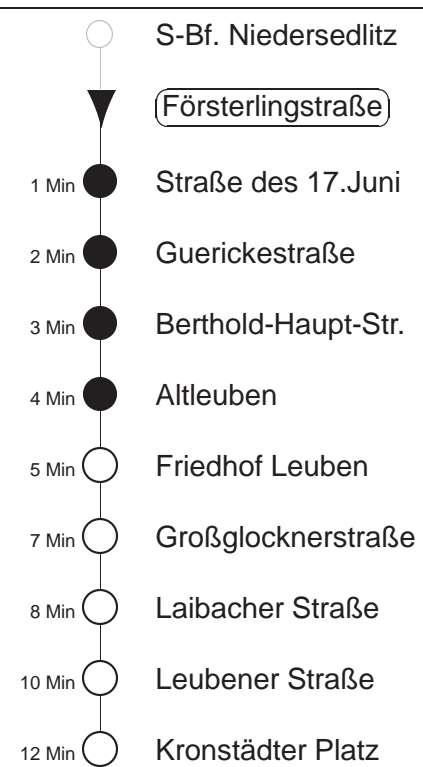 S-Bf. Niedersedlitz
Försterlingstraße
1 Min Straße des 17.Juni
2 Min Guerickestraße
3 Min Berthold-Haupt-Str.
4 Min Altleuben
5 Min Friedhof Leuben
7 Min Großglocknerstraße
8 Min Laibacher Straße
10 Min Leubener Straße
12 Min Kronstädter Platz